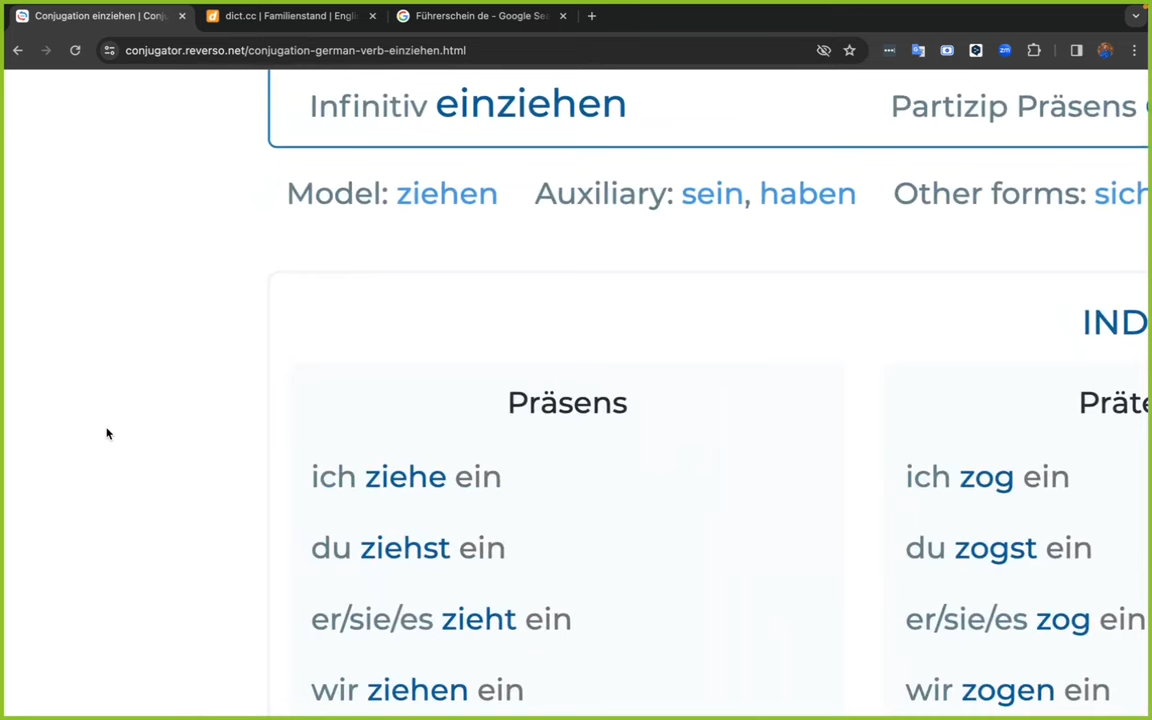 Conjugation einziehen | Conju
dict.cc | Familienstand | Engli
Führerschein de - Google Sea
conjugator.reverso.net/conjugation-german-verb-einziehen.html
Infinitiv einziehen
Partizip Präsens
Model: ziehen Auxiliary: sein, haben Other forms: sich
IND
Präsens
Präte
ich ziehe ein
ich zog ein
du ziehst ein
du zogst ein
er/sie/es zieht ein
er/sie/es zog ein
wir ziehen ein
wir zogen ein